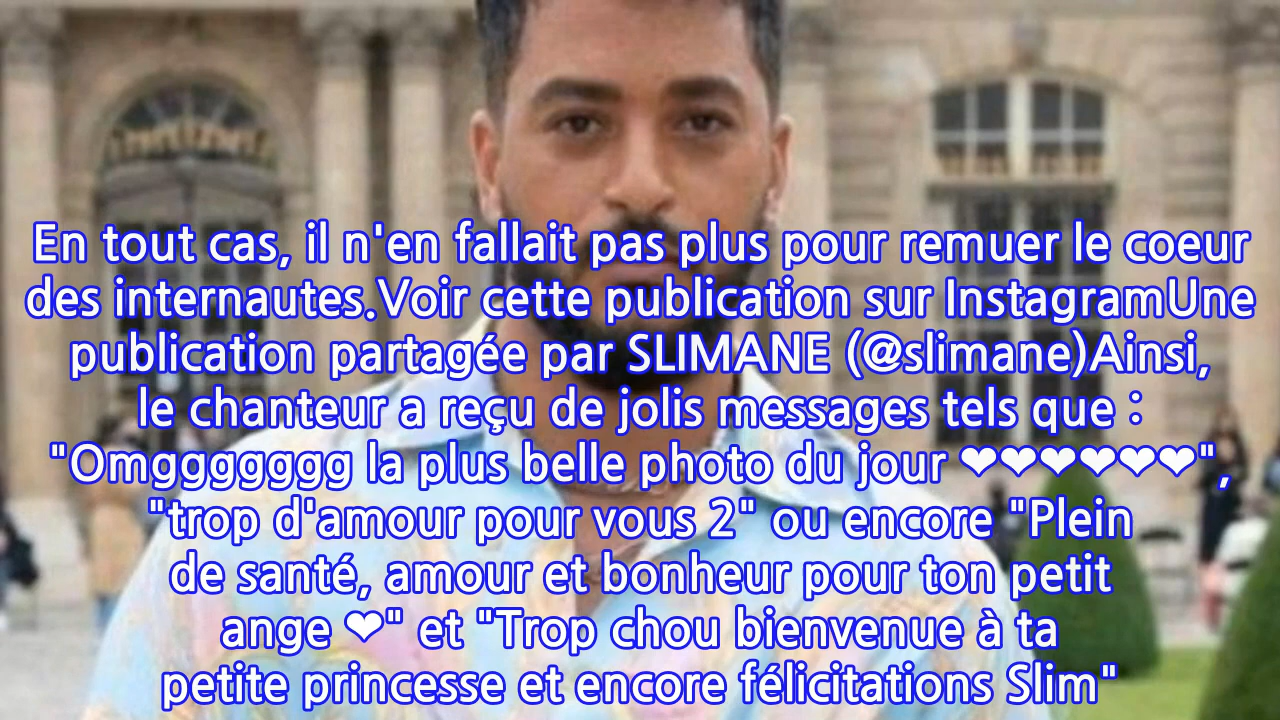 En tout cas, il n'en fallait pas plus pour remuer le coeur
des internautes.Voir cette publication sur InstagramUne
publication partagée par SLIMANE (@slimane)Ainsi,
le chanteur a reçu de jolis messages tels que :
"Omggggggg la plus belle photo du jour ❤❤❤❤❤❤",
"trop d'amour pour vous 2" ou encore "Plein
de santé, amour et bonheur pour ton petit
ange ❤" et "Trop chou bienvenue à ta
petite princesse et encore félicitations Slim"